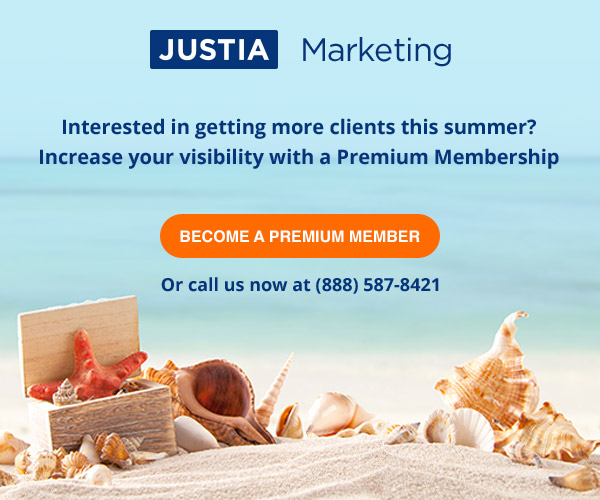 JUSTIA Marketing
Interested in getting more clients this summer?
Increase your visibility with a Premium Membership
BECOME A PREMIUM MEMBER
Or call us now at (888) 587-8421